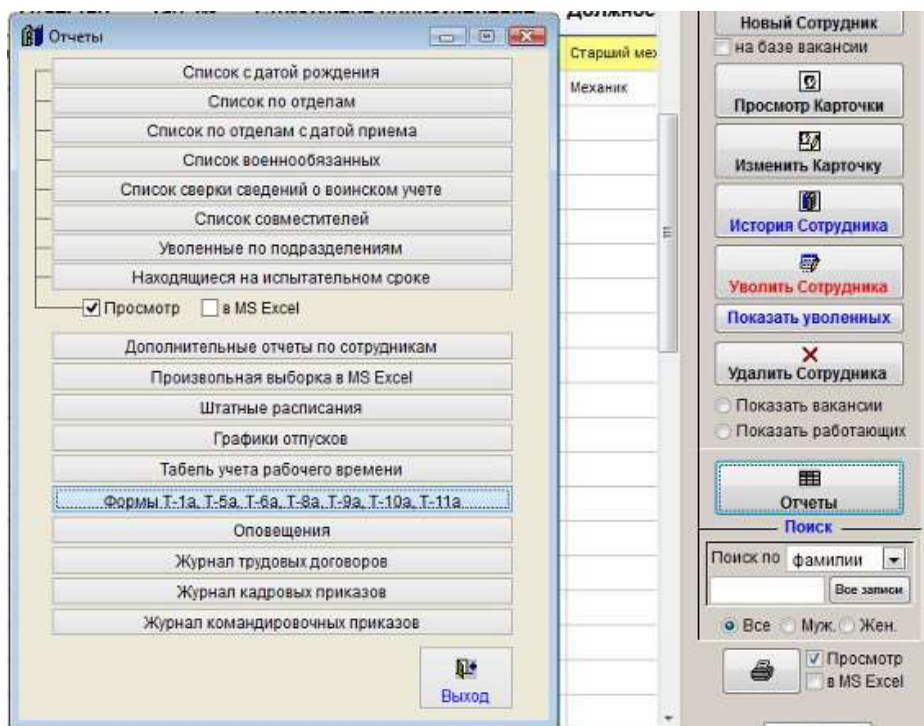 Отчеты
Список с датой рождения
Список по отделам
Список по отделам с датой приема
Список военнообязанных
Список сверки сведений о воинском учете
Список совместителей
Уволенные по подразделениям
Находящиеся на испытательном сроке
Просмотр
в MS Excel
Дополнительные отчеты по сотрудникам
Произвольная выборка в MS Excel
Штатные расписания
Графики отпусков
Табель учета рабочего времени
Формы Т-1а, Т-5а, Т-6а, Т-8а, Т-9а, Т-10а, Т-11а
Оповещения
Журнал трудовых договоров
Журнал кадровых приказов
Журнал командировочных приказов
Выход
Должнос
Старший мех
Механик
Новый Сотрудник
на базе вакансии
Просмотр Карточки
Изменить Карточку
История Сотрудника
Уволить Сотрудника
Показать уволенных
Удалить Сотрудника
Показать вакансии
Показать работающих
Отчеты
Поиск
Поиск по фамилии
Все записи
Все Муж. Жен.
Просмотр
в MS Excel